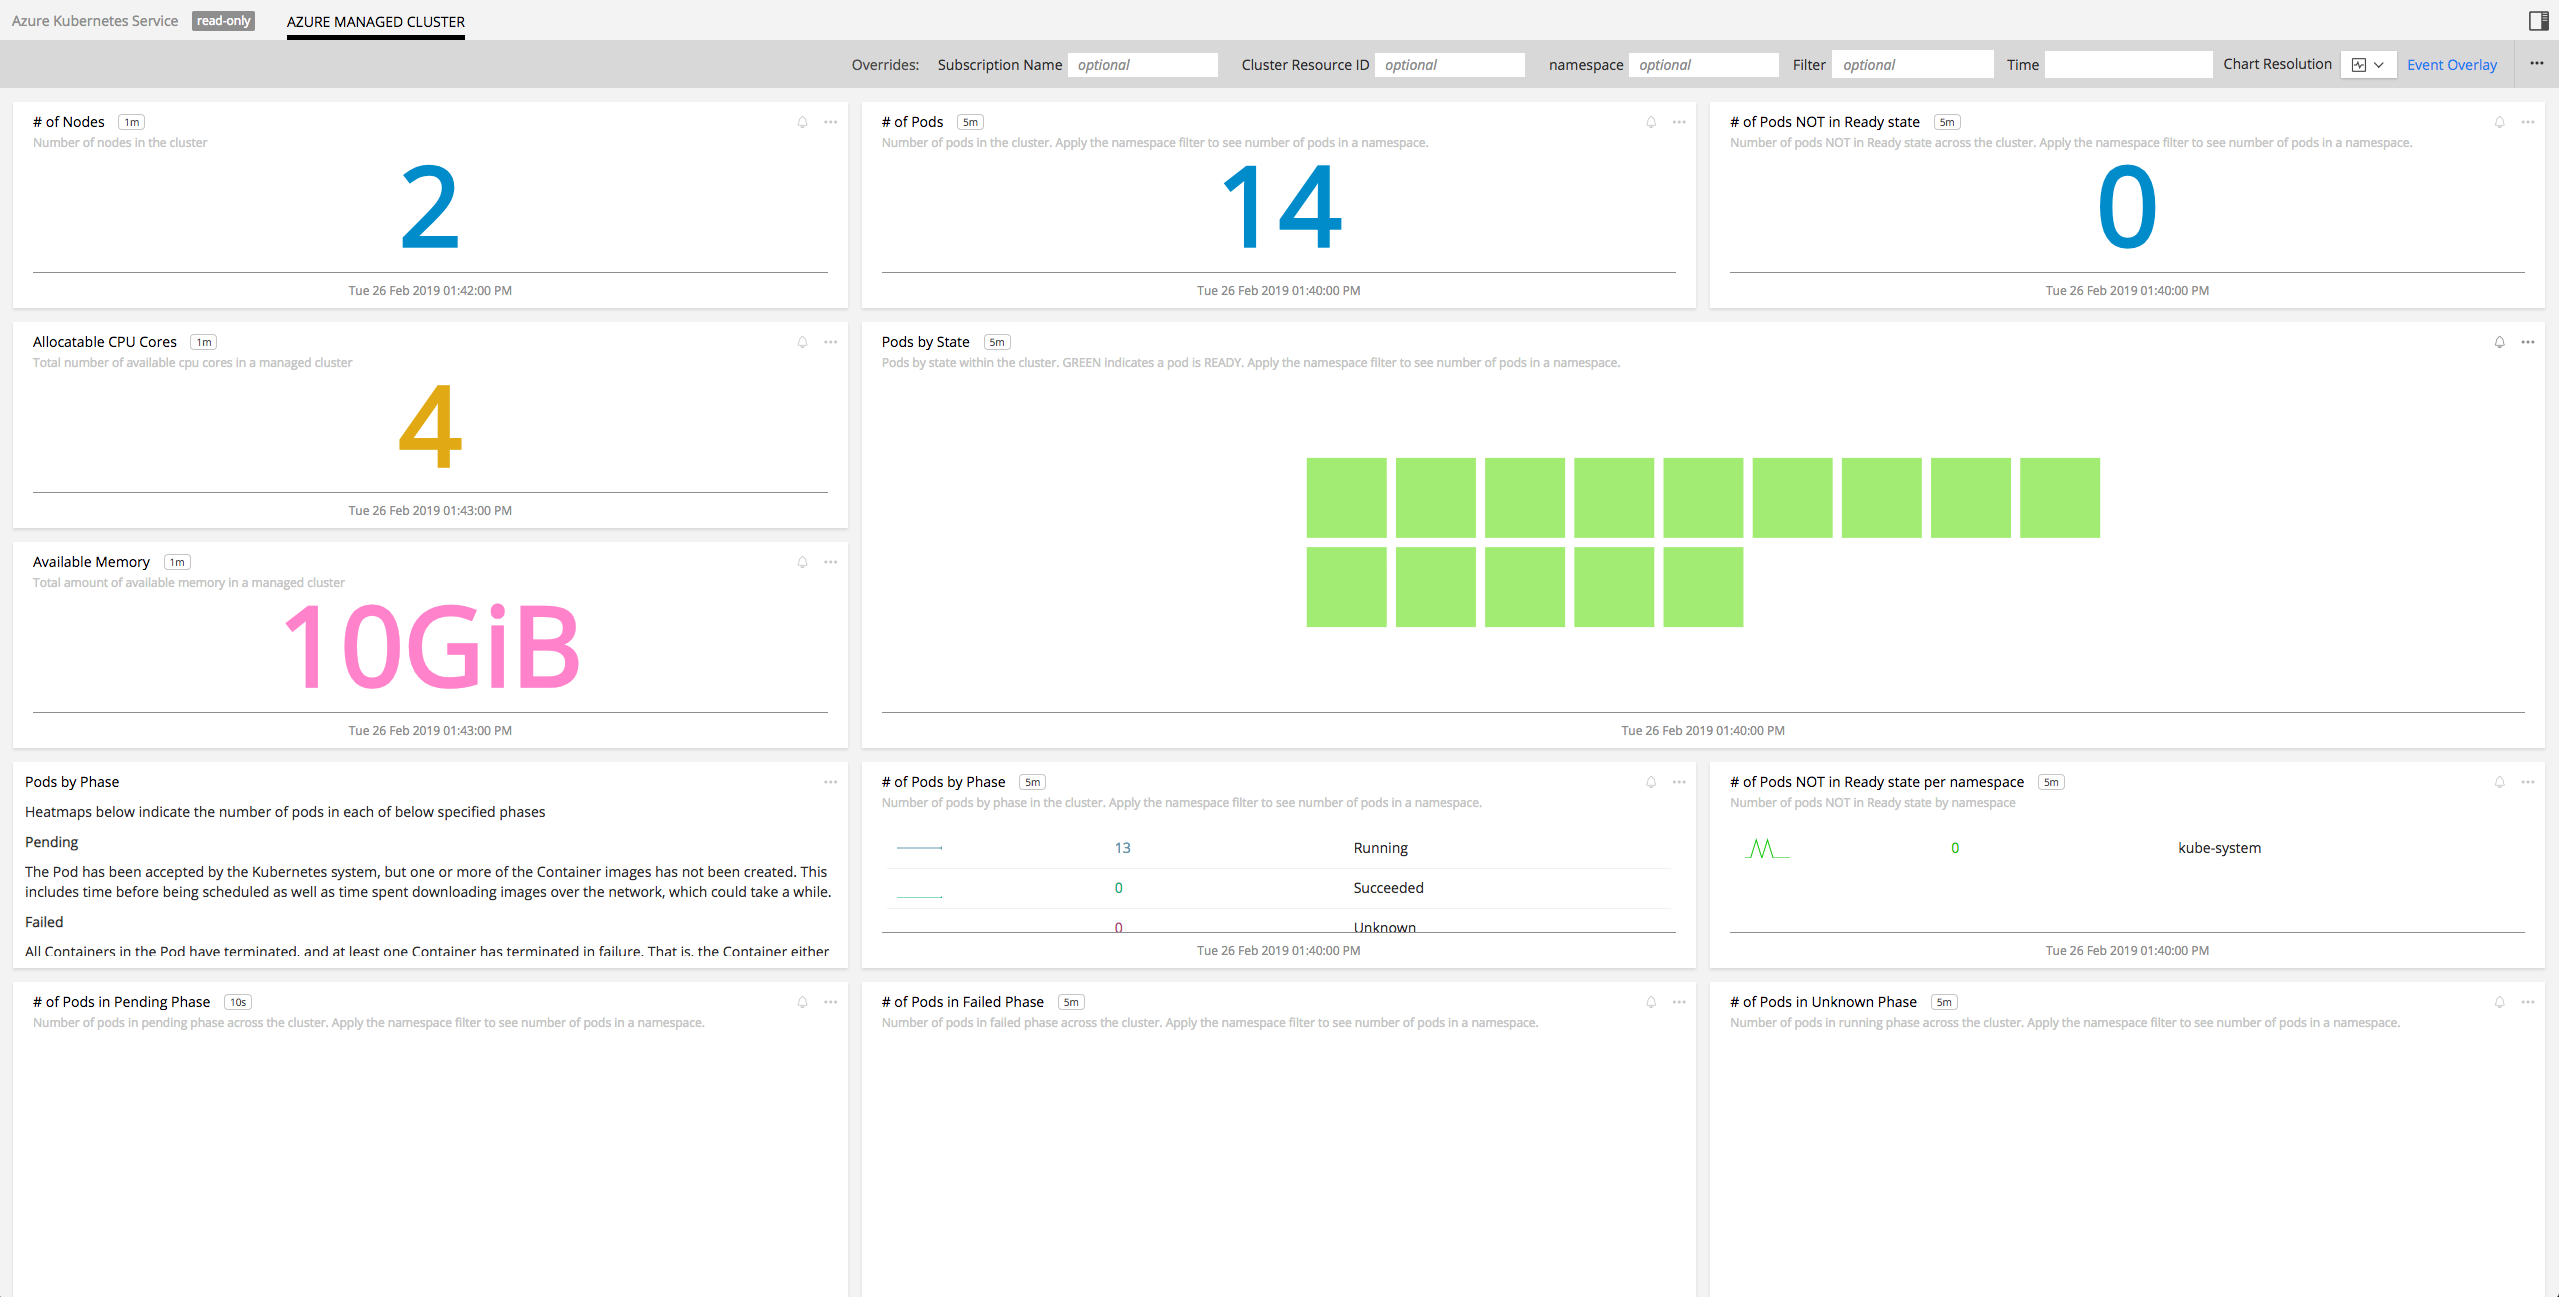 Azure Kubernetes Service read-only AZURE MANAGED CLUSTER
Overrides: Subscription Name optional Cluster Resource ID optional namespace optional Filter optional Time Chart Resolution Event Overlay
# of Nodes 1m
Number of nodes in the cluster
2
Tue 26 Feb 2019 01:42:00 PM
# of Pods 5m
Number of pods in the cluster. Apply the namespace filter to see number of pods in a namespace.
14
Tue 26 Feb 2019 01:40:00 PM
# of Pods NOT in Ready state 5m
Number of pods NOT in Ready state across the cluster. Apply the namespace filter to see number of pods in a namespace.
0
Tue 26 Feb 2019 01:40:00 PM
Allocatable CPU Cores 1m
Total number of available cpu cores in a managed cluster
4
Tue 26 Feb 2019 01:43:00 PM
Available Memory 1m
Total amount of available memory in a managed cluster
10GiB
Tue 26 Feb 2019 01:43:00 PM
Pods by State 5m
Pods by state within the cluster. GREEN indicates a pod is READY. Apply the namespace filter to see number of pods in a namespace.
Tue 26 Feb 2019 01:40:00 PM
Pods by Phase
Heatmaps below indicate the number of pods in each of below specified phases
Pending
The Pod has been accepted by the Kubernetes system, but one or more of the Container images has not been created. This
includes time before being scheduled as well as time spent downloading images over the network, which could take a while.
Failed
All Containers in the Pod have terminated, and at least one Container has terminated in failure. That is, the Container either
# of Pods by Phase 5m
Number of pods by phase in the cluster. Apply the namespace filter to see number of pods in a namespace.
13 Running
0 Succeeded
0 Unknown
Tue 26 Feb 2019 01:40:00 PM
# of Pods NOT in Ready state per namespace 5m
Number of pods NOT in Ready state by namespace
0 kube-system
Tue 26 Feb 2019 01:40:00 PM
# of Pods in Pending Phase 10s
Number of pods in pending phase across the cluster. Apply the namespace filter to see number of pods in a namespace.
# of Pods in Failed Phase 5m
Number of pods in failed phase across the cluster. Apply the namespace filter to see number of pods in a namespace.
# of Pods in Unknown Phase 5m
Number of pods in running phase across the cluster. Apply the namespace filter to see number of pods in a namespace.